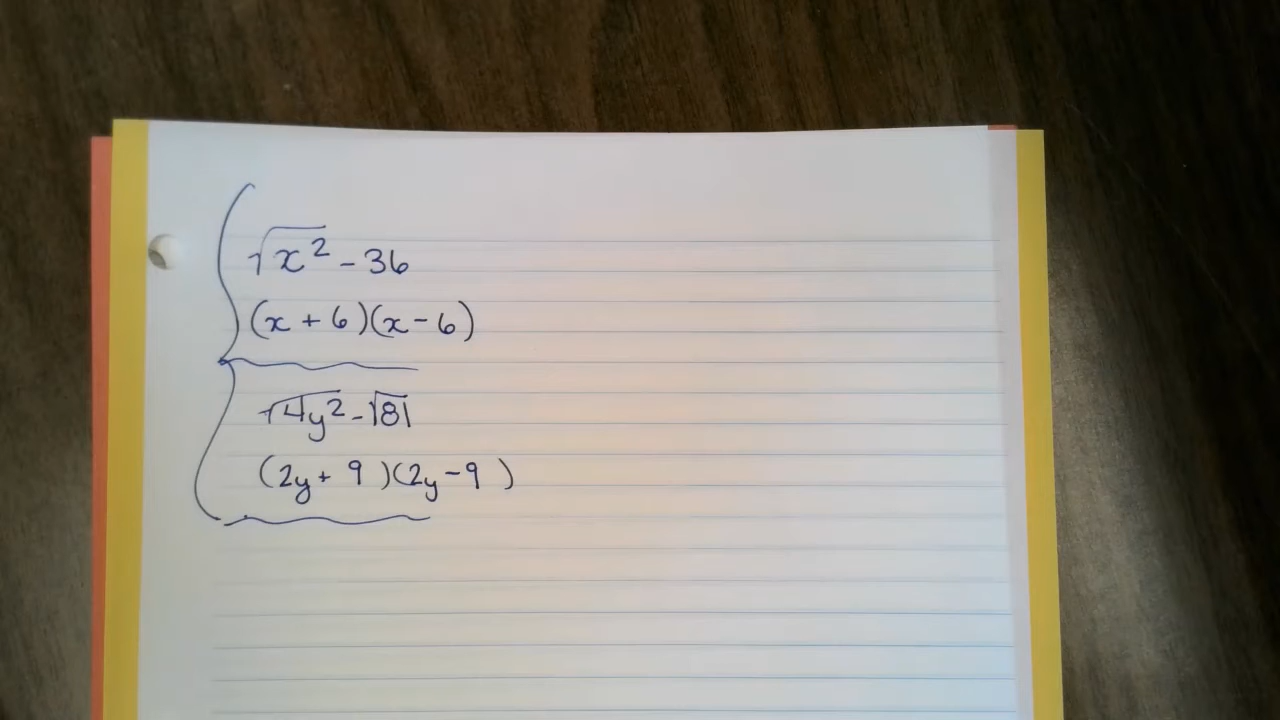 √x² - 36
(x + 6)(x - 6)
√4y² - √81
(2y + 9)(2y - 9)